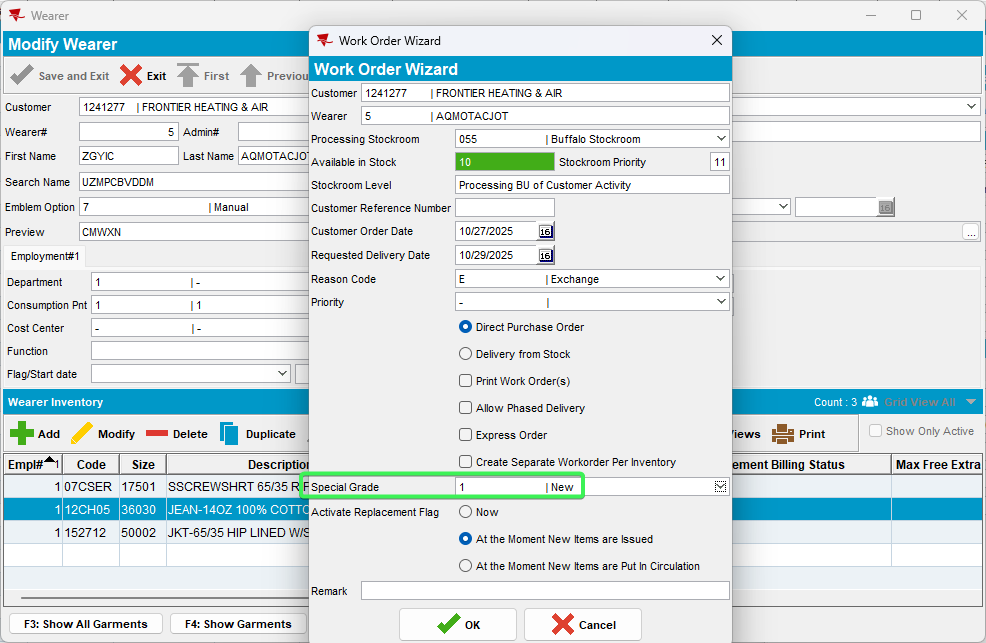 Wearer
Modify Wearer
Save and Exit Exit First
Customer 1241277 FRONTIER HEATING & AIR
Wearer# 5 Admin#
First Name ZGYIC Last Name
Search Name UZMPCBVDDM
Emblem Option 7 Manual
Preview CMWXN
...
Employment#1
Department 1 -
Consumption Pnt 1 1
Cost Center - -
Function
Flag/Start date
Wearer Inventory Count : 3 Grid View All
Add Modify Delete Duplicate Print Show Only Active
Empl# 1 Code Size Billing Status Max Free Extra
1 07CSER 17501 SSCREWSHRT 65/35
1 12CH05 36030 JEAN-14OZ 100%
1 152712 50002 JKT-65/35 HIP LINED
F3: Show All Garments F4: Show Garments
Work Order Wizard
Work Order Wizard
Customer 1241277 FRONTIER HEATING & AIR
Wearer 5 AQMOTACJOT
Processing Stockroom 055 Buffalo Stockroom
Available in Stock 10 Stockroom Priority 11
Stockroom Level Processing BU of Customer Activity
Customer Reference Number
Customer Order Date 10/27/2025 16
Requested Delivery Date 10/29/2025 16
Reason Code E Exchange
Priority -
Direct Purchase Order
Delivery from Stock
Print Work Order(s)
Allow Phased Delivery
Express Order
Create Separate Workorder Per Inventory
Special Grade 1 New
Activate Replacement Flag Now
At the Moment New Items are Issued
At the Moment New Items are Put In Circulation
Remark
OK Cancel